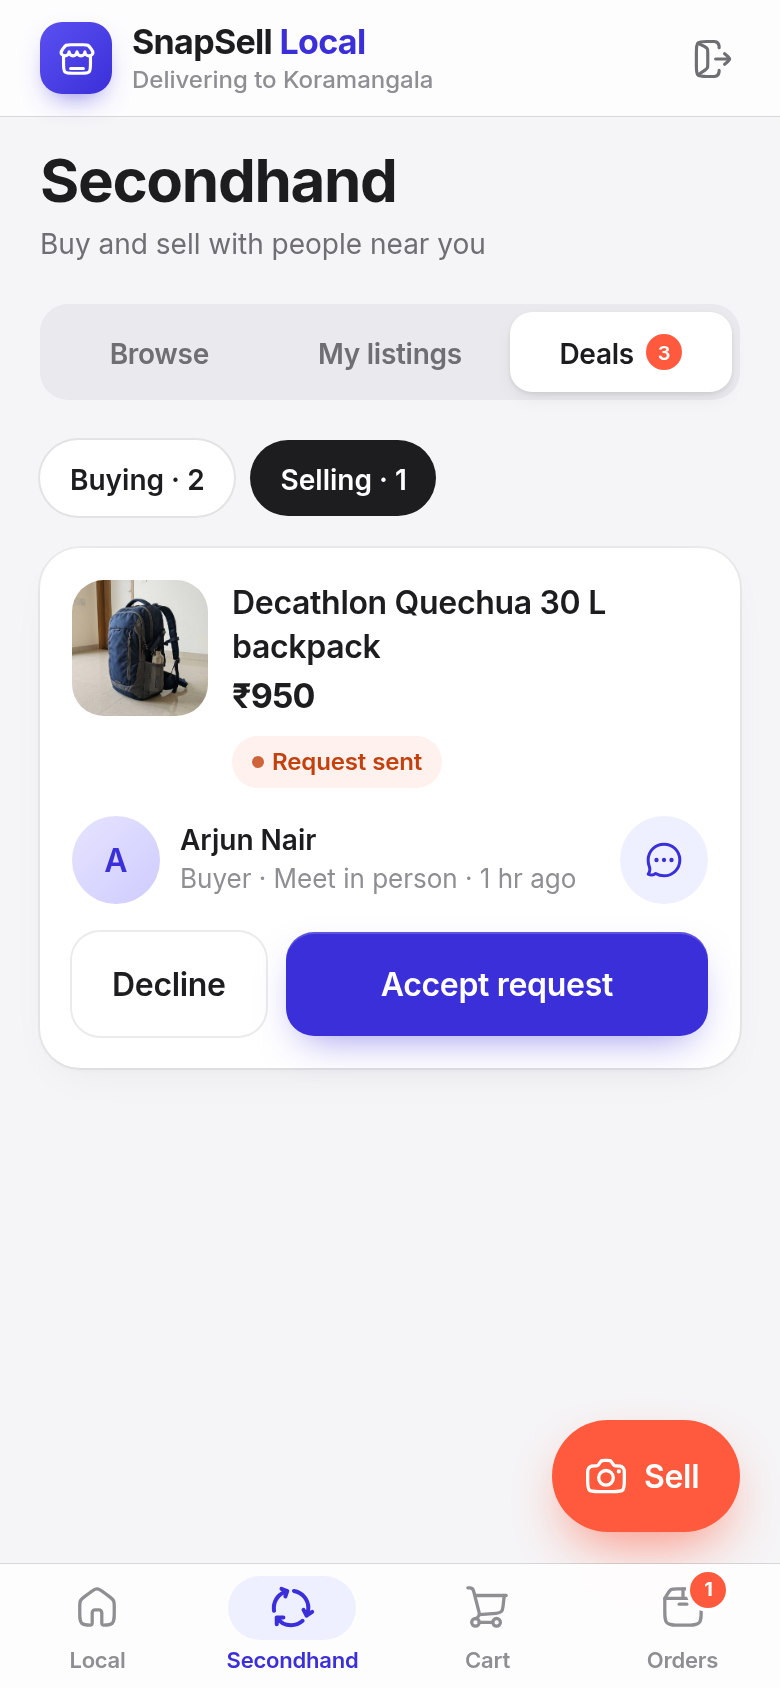 SnapSell Local
Delivering to Koramangala
Secondhand
Buy and sell with people near you
Browse
My listings
Deals 3
Buying · 2
Selling · 1
Decathlon Quechua 30 L
backpack
₹950
Request sent
A
Arjun Nair
Buyer · Meet in person · 1 hr ago
Decline
Accept request
Sell
1
Local
Secondhand
Cart
Orders